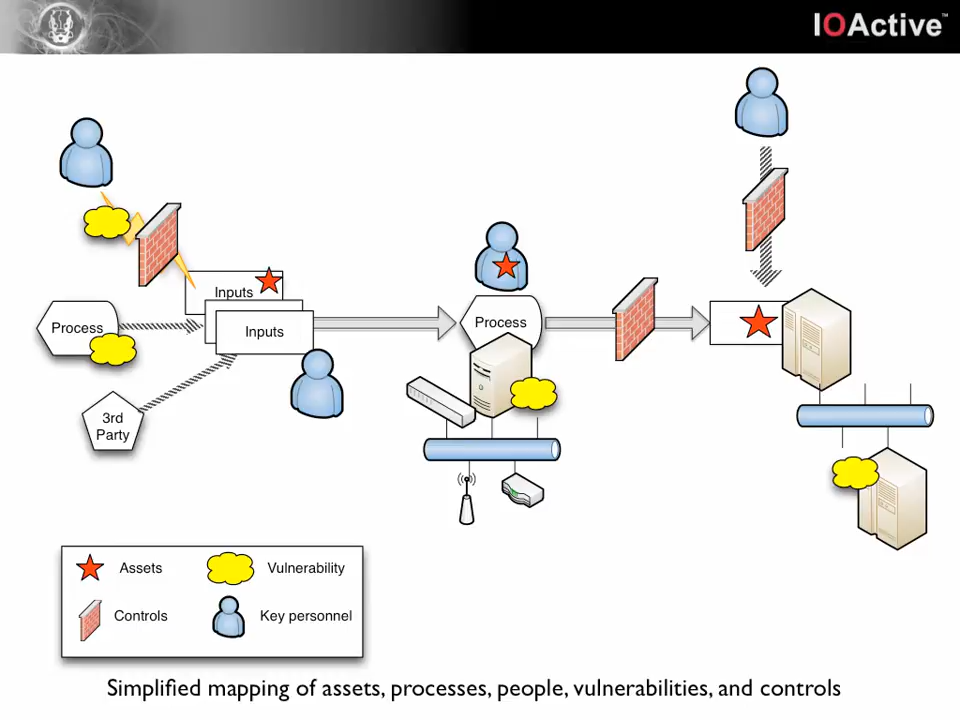 IOActive™
Inputs
Inputs
Process
Process
3rd
Party
Assets
Vulnerability
Controls
Key personnel
Simplified mapping of assets, processes, people, vulnerabilities, and controls